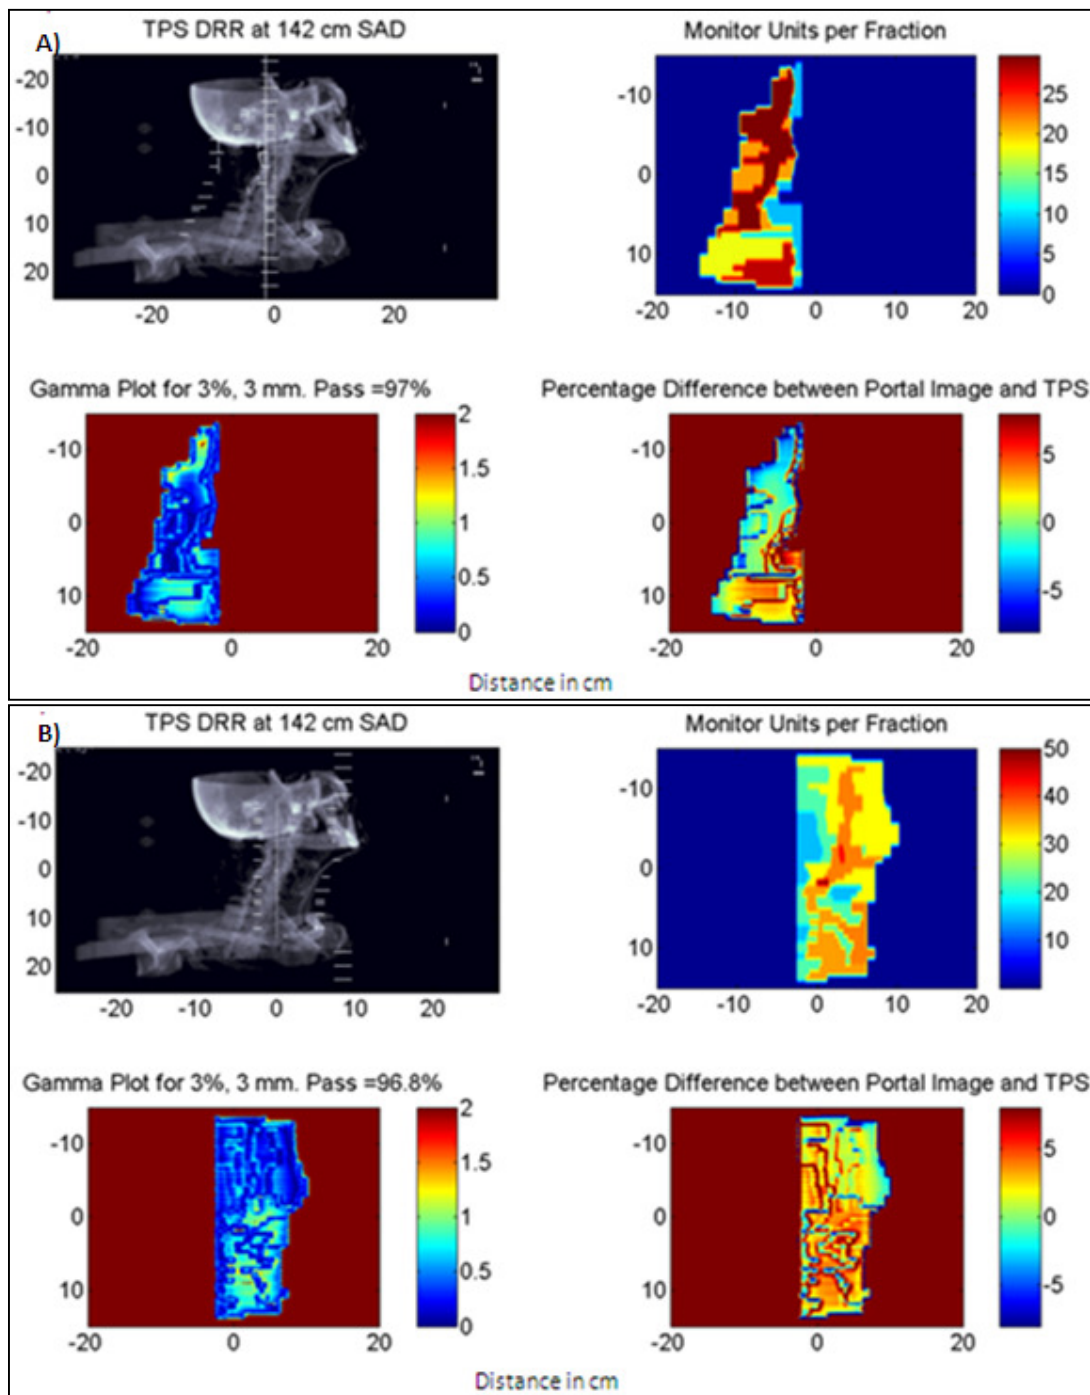 A)
TPS DRR at 142 cm SAD
-20
-10
0
10
20
-20 0 20
Monitor Units per Fraction
-10
0
10
-20 -10 0 10 20
25
20
15
10
5
0
Gamma Plot for 3%, 3 mm. Pass =97%
-10
0
10
-20 0 20
2
1.5
1
0.5
0
Percentage Difference between Portal Image and TPS
-10
0
10
-20 0 20
5
0
-5
Distance in cm
B)
TPS DRR at 142 cm SAD
-20
-10
0
10
20
-20 -10 0 10 20
Monitor Units per Fraction
-10
0
10
-20 -10 0 10 20
50
40
30
20
10
Gamma Plot for 3%, 3 mm. Pass =96.8%
-10
0
10
-20 0 20
2
1.5
1
0.5
0
Percentage Difference between Portal Image and TPS
-10
0
10
-20 0 20
5
0
-5
Distance in cm